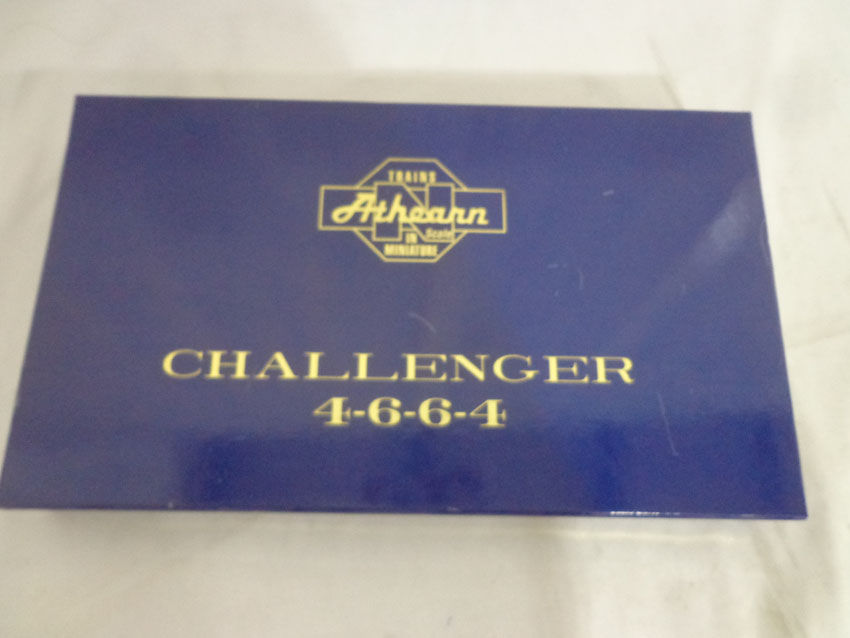 TRAINS
Athearn
N Scale
IN
MINIATURE
CHALLENGER
4-6-6-4